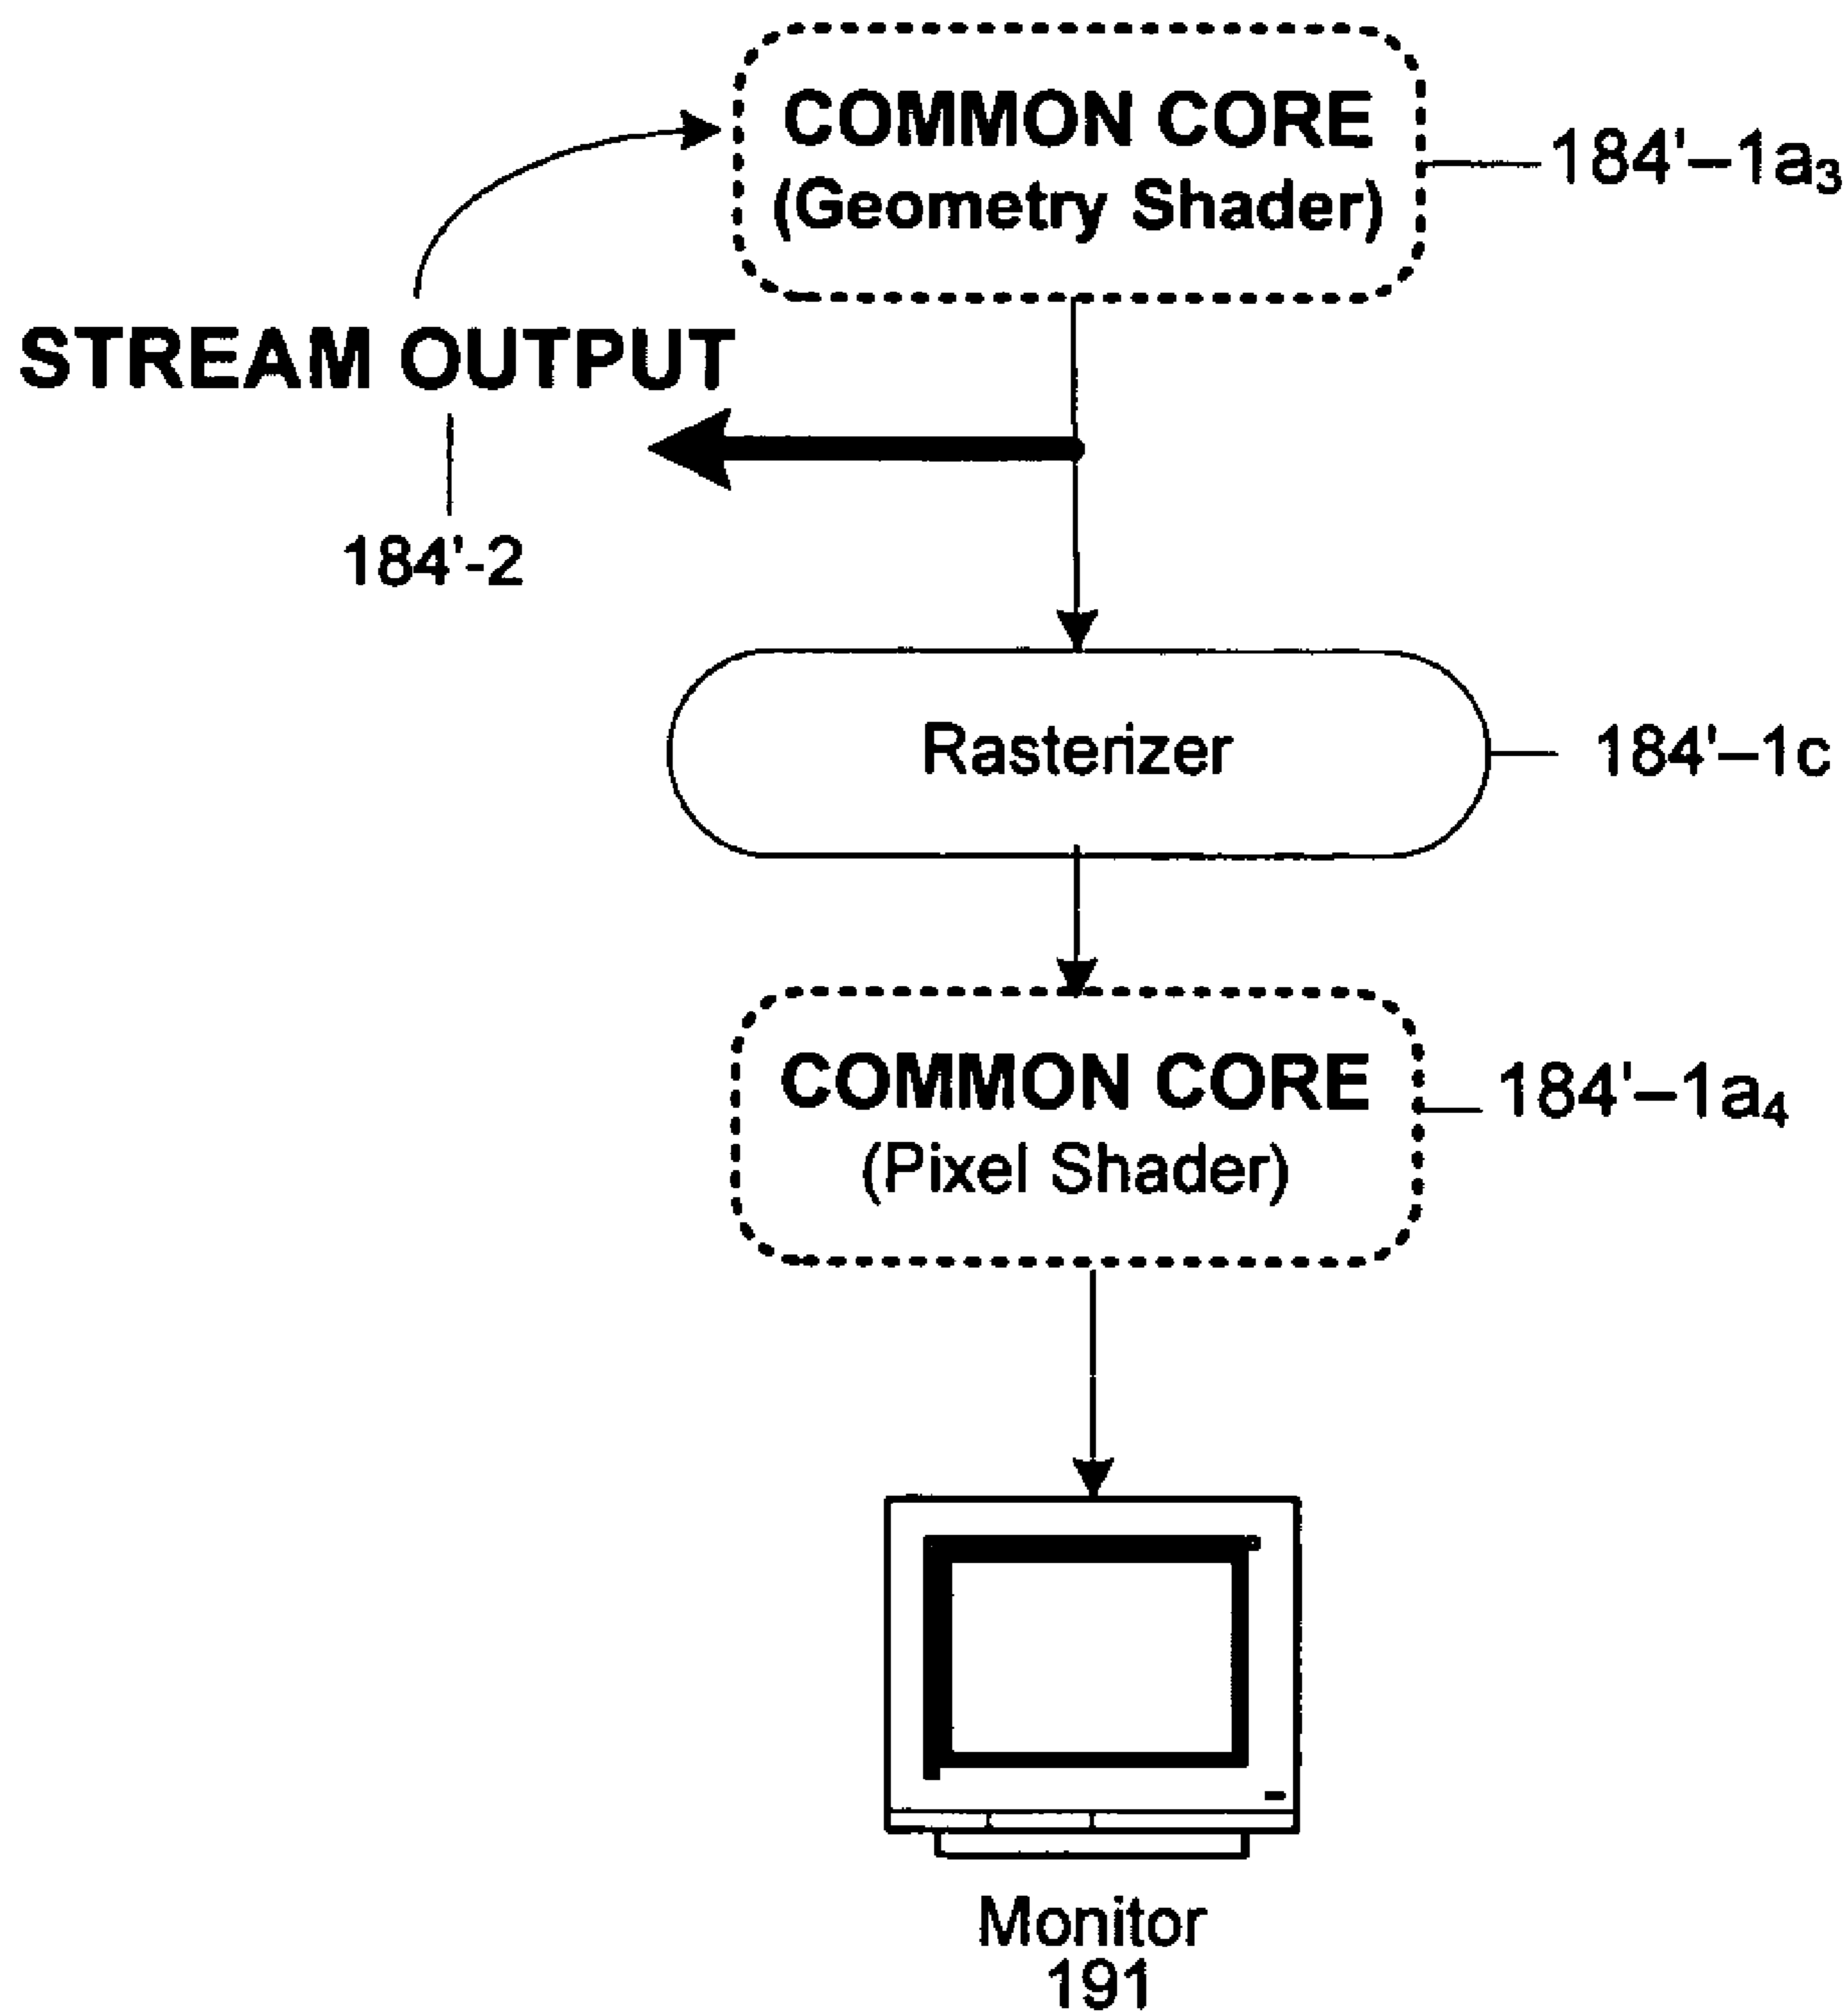 COMMON CORE
(Geometry Shader)
184'–1a₃
STREAM OUTPUT
184'-2
Rasterizer
184'–1c
COMMON CORE
(Pixel Shader)
184'–1a₄
Monitor
191